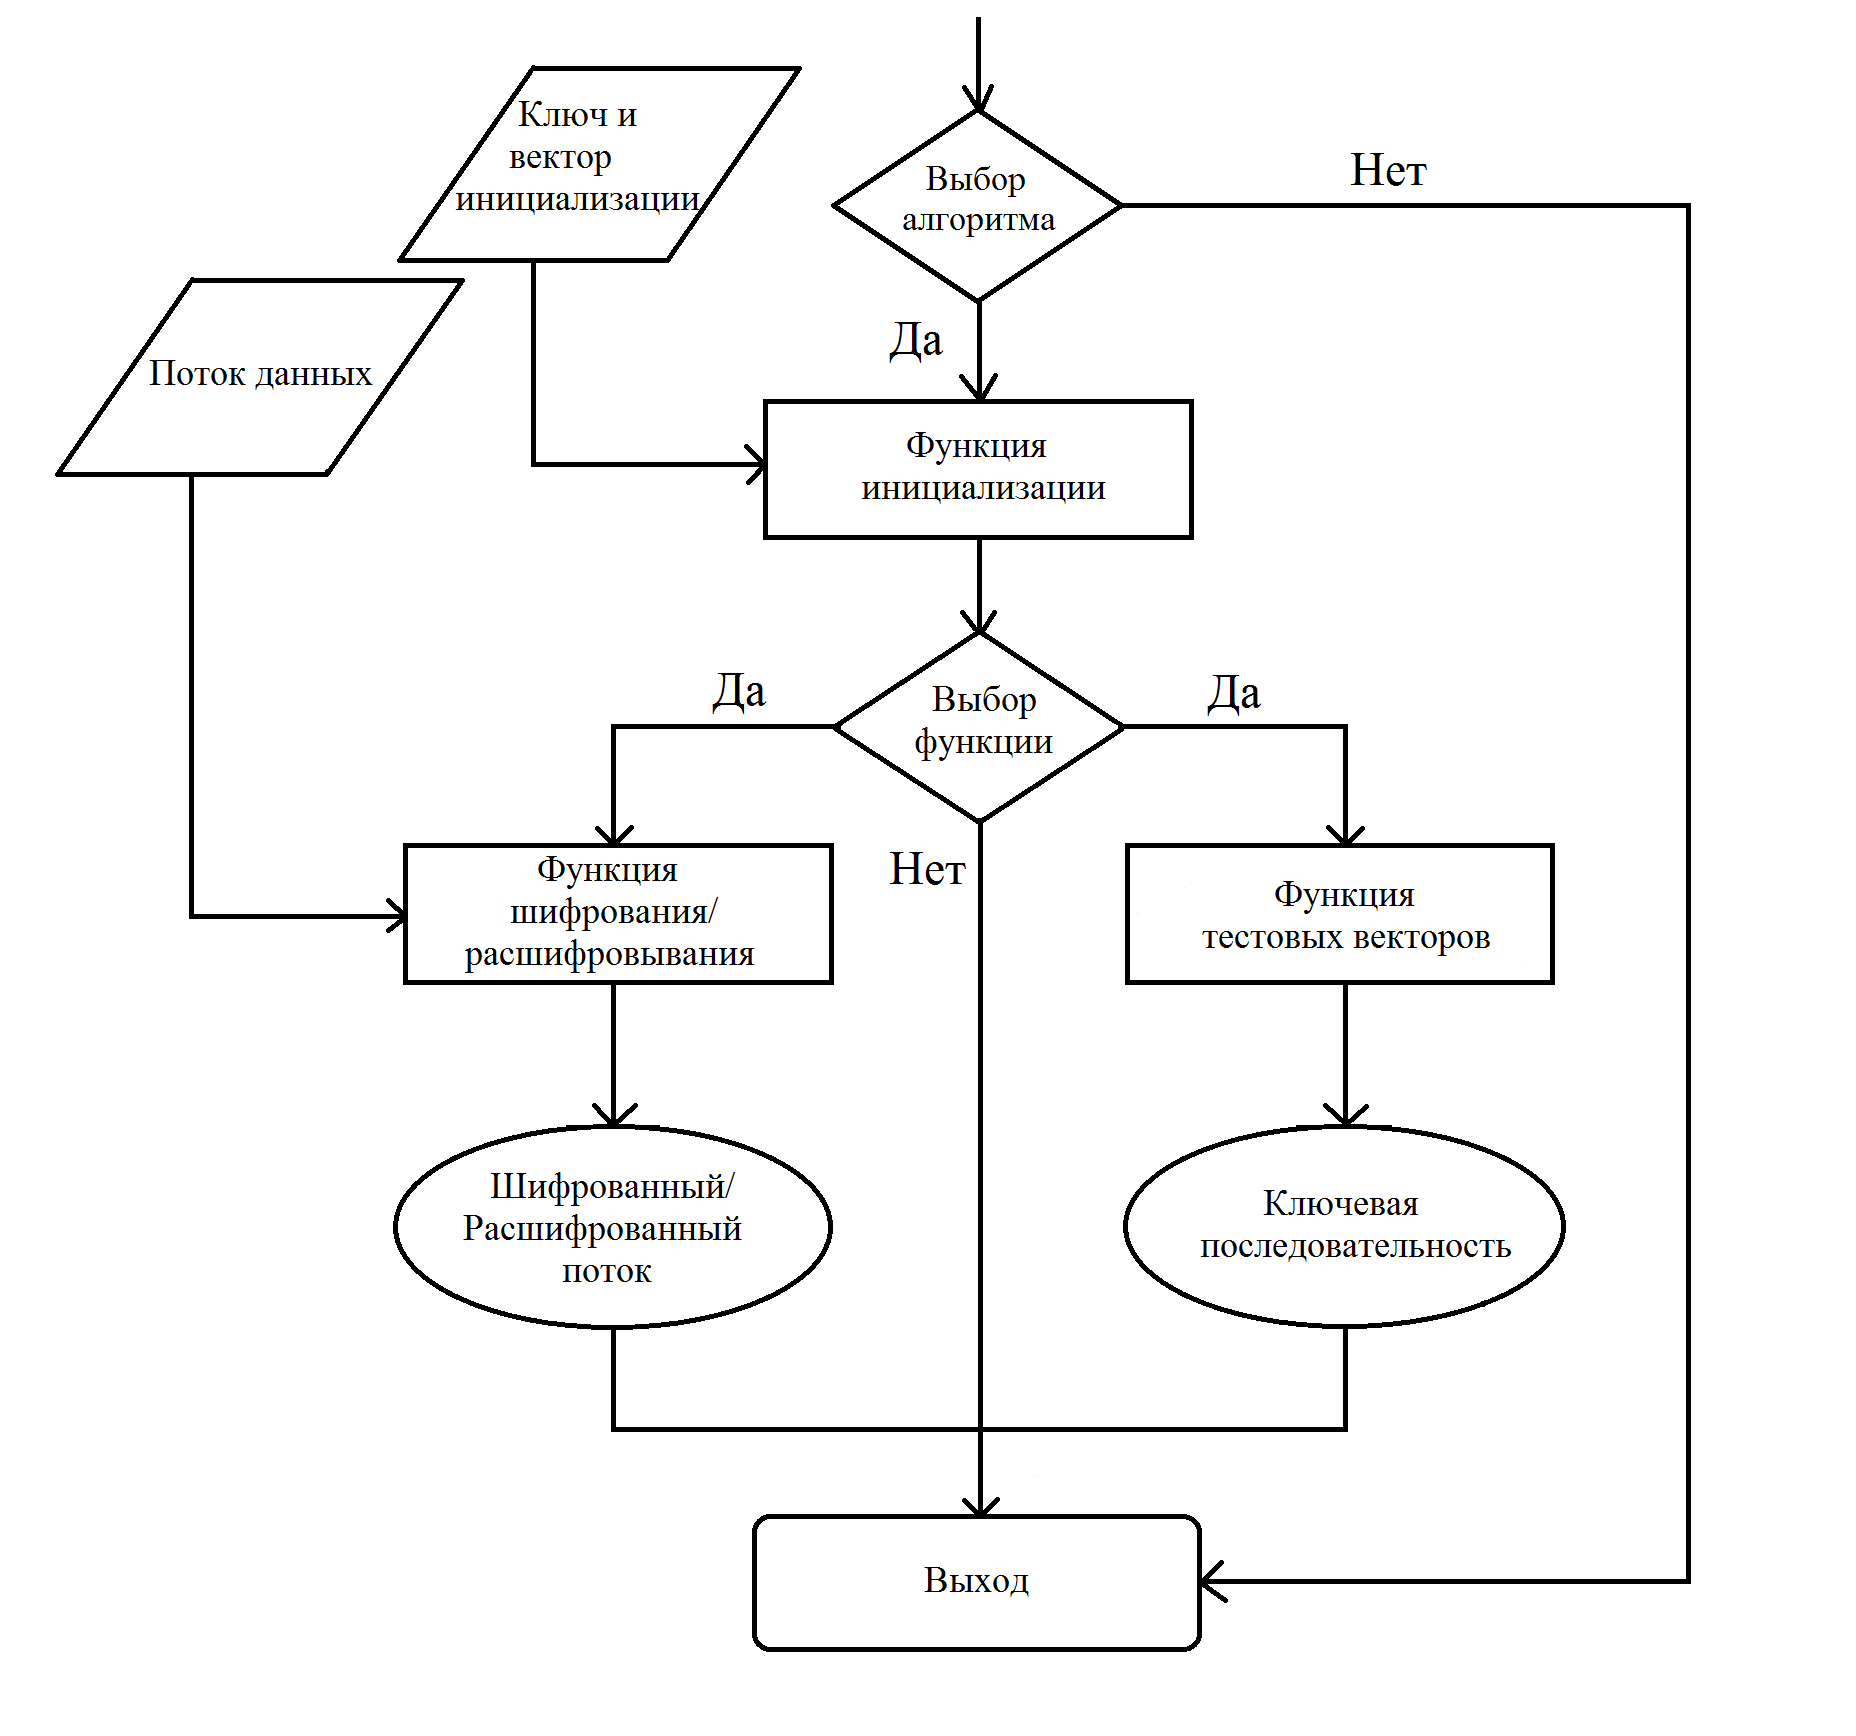 Ключ и
вектор
инициализации
Выбор
алгоритма
Нет
Да
Поток данных
Функция
инициализации
Да
Выбор
функции
Да
Функция
шифрования/
расшифровывания
Нет
Функция
тестовых векторов
Шифрованный/
Расшифрованный
поток
Ключевая
последовательность
Выход